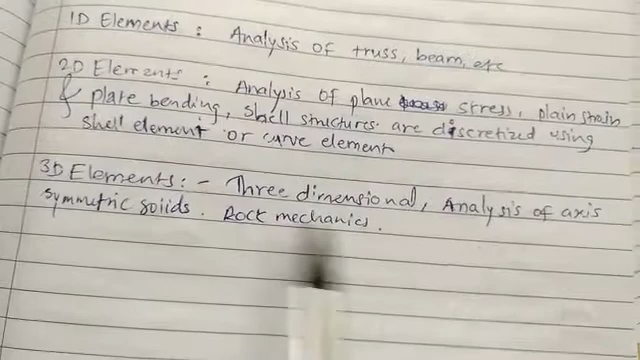 1D Elements : Analysis of truss, beam, etc
2D Elements : Analysis of plane stress, plain strain
& plate bending, shell structures. are discretized using
shell element or curve element
3D Elements : - Three dimensional, Analysis of axis
symmetric solids. Rock mechanics.